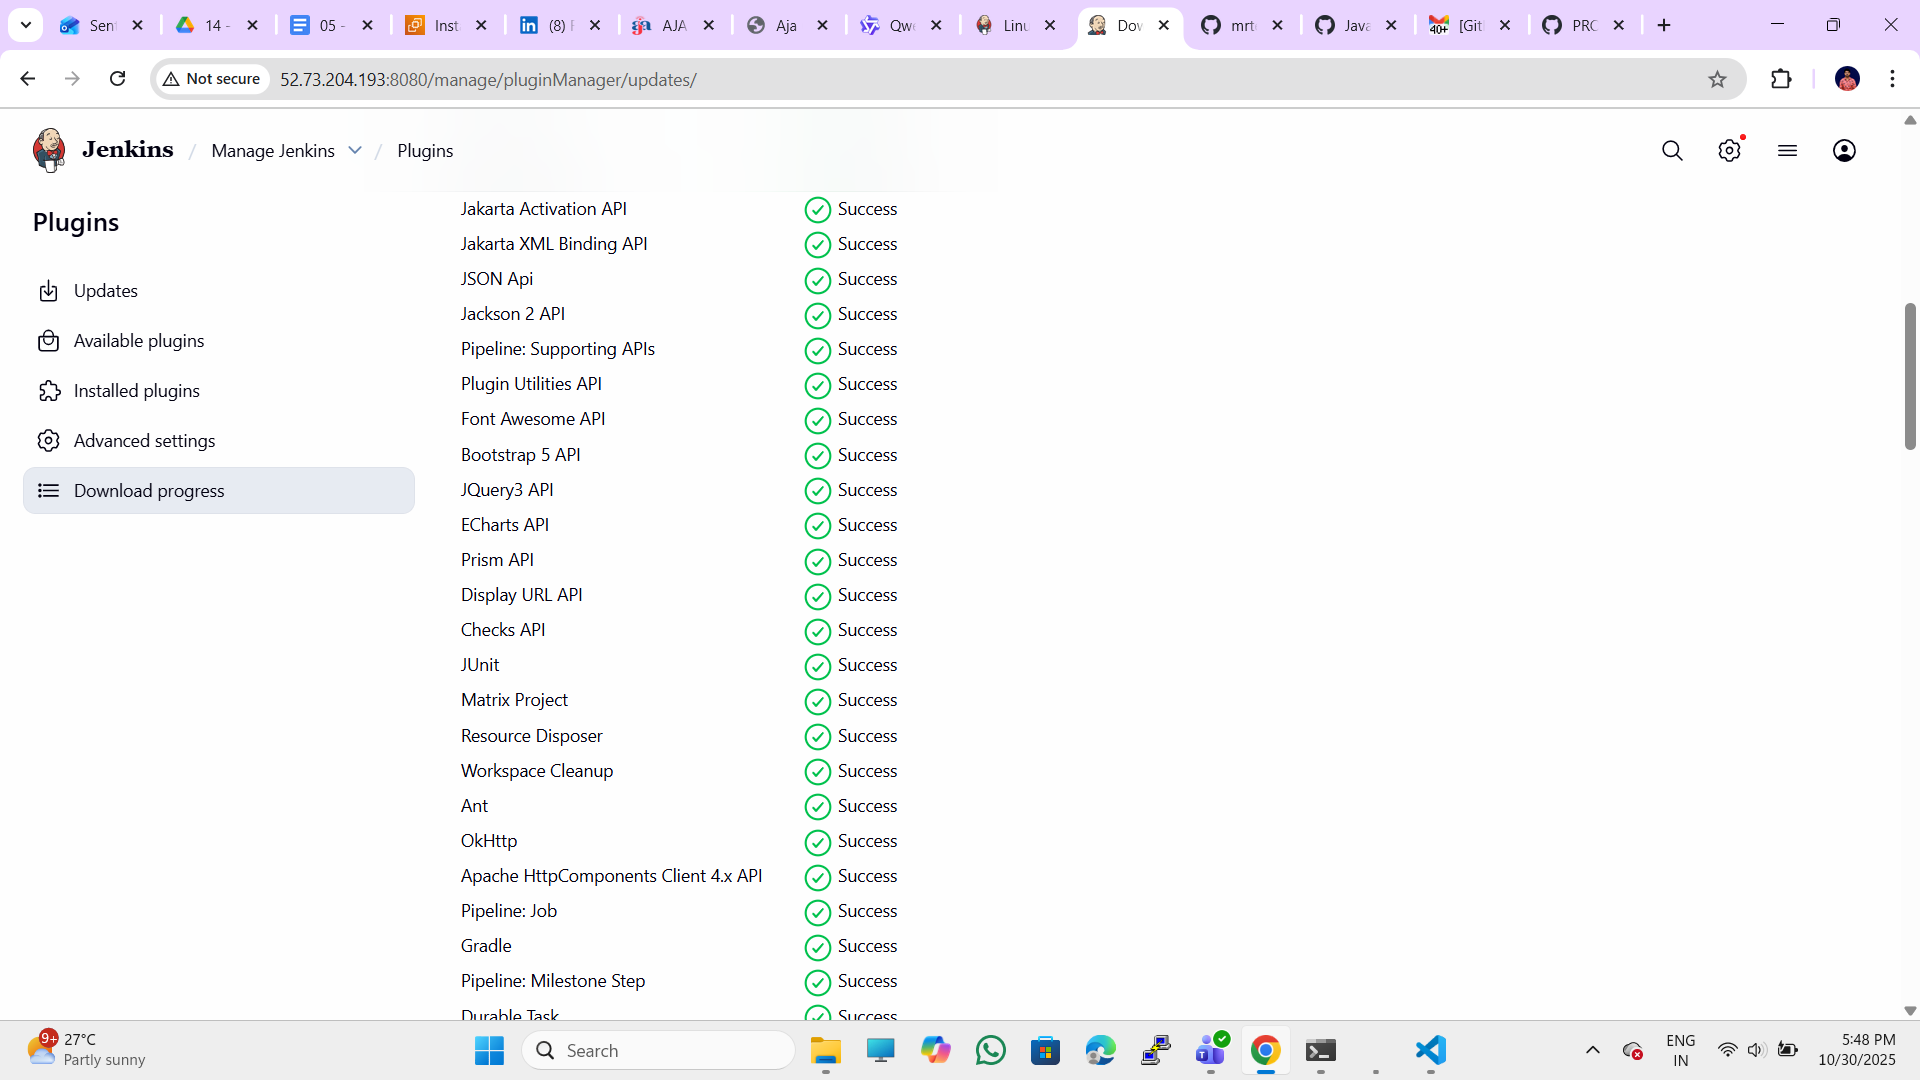 Sent
14 -
05 -
Inst
(8) F
AJA
Aja
Qwe
Linu
Dow
mrte
Java
[Git
PRO
Not secure
52.73.204.193:8080/manage/pluginManager/updates/
Jenkins / Manage Jenkins / Plugins
Plugins
Updates
Available plugins
Installed plugins
Advanced settings
Download progress
Jakarta Activation API Success
Jakarta XML Binding API Success
JSON Api Success
Jackson 2 API Success
Pipeline: Supporting APIs Success
Plugin Utilities API Success
Font Awesome API Success
Bootstrap 5 API Success
JQuery3 API Success
ECharts API Success
Prism API Success
Display URL API Success
Checks API Success
JUnit Success
Matrix Project Success
Resource Disposer Success
Workspace Cleanup Success
Ant Success
OkHttp Success
Apache HttpComponents Client 4.x API Success
Pipeline: Job Success
Gradle Success
Pipeline: Milestone Step Success
Durable Task Success
9+
27°C
Partly sunny
Search
ENG
IN
5:48 PM
10/30/2025